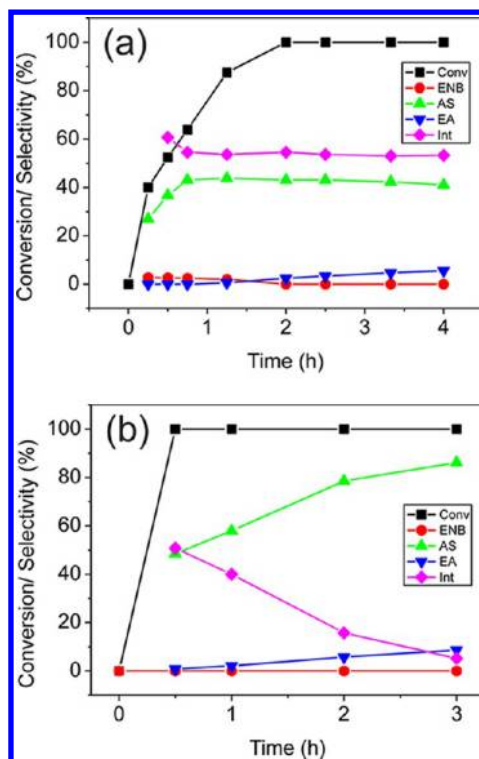 (a)
100
80
60
40
20
0
Conversion/ Selectivity (%)
Conv
ENB
AS
EA
Int
0 1 2 3 4
Time (h)
(b)
100
80
60
40
20
0
Conversion/ Selectivity (%)
Conv
ENB
AS
EA
Int
0 1 2 3
Time (h)